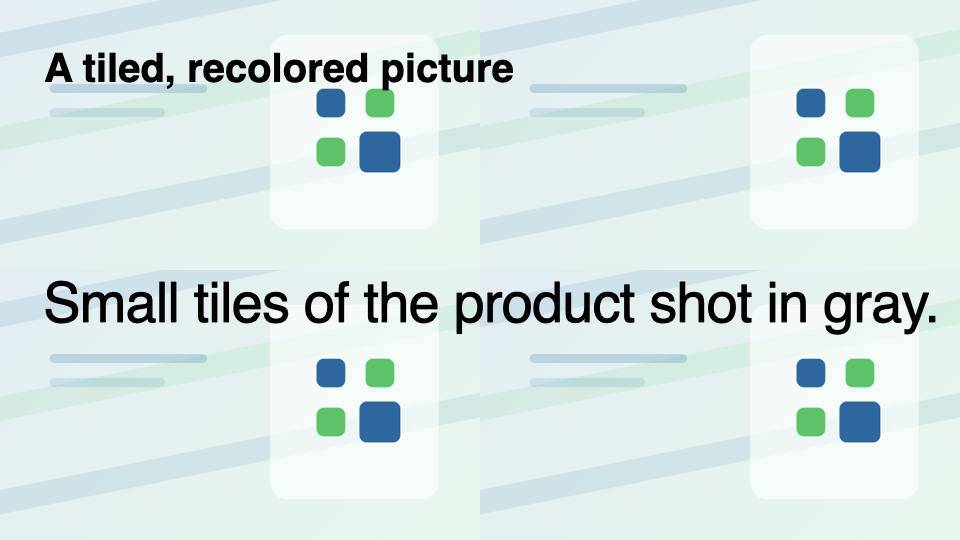 A tiled, recolored picture
Small tiles of the product shot in gray.